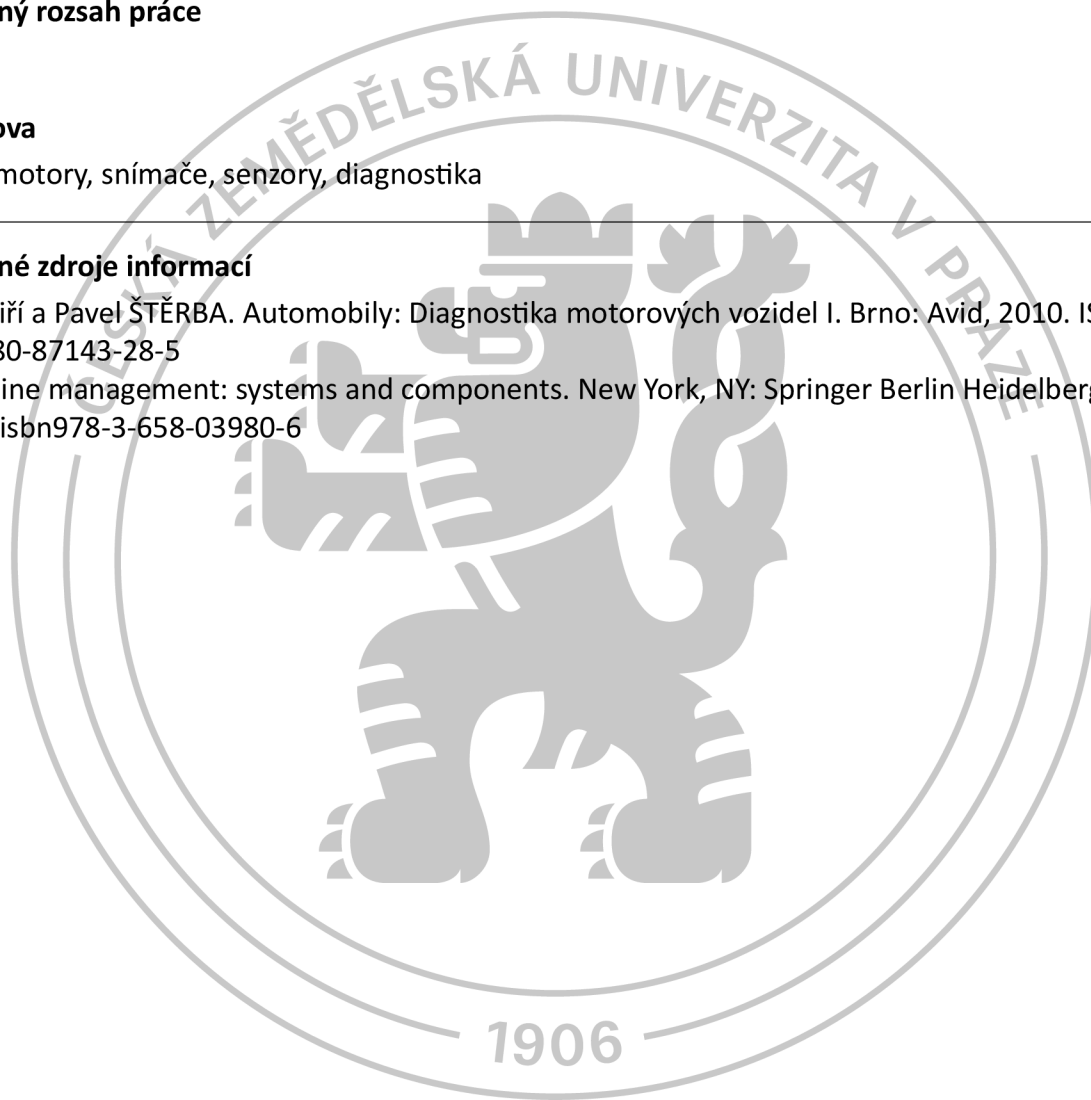 ný rozsah práce
ČESKÁ ZEMĚDĚLSKÁ UNIVERZITA V PRAZE
ova
motory, snímače, senzory, diagnostika
né zdroje informací
iří a Pavel ŠTĚRBA. Automobily: Diagnostika motorových vozidel I. Brno: Avid, 2010. IS
80-87143-28-5
ine management: systems and components. New York, NY: Springer Berlin Heidelberg
isbn978-3-658-03980-6
1906